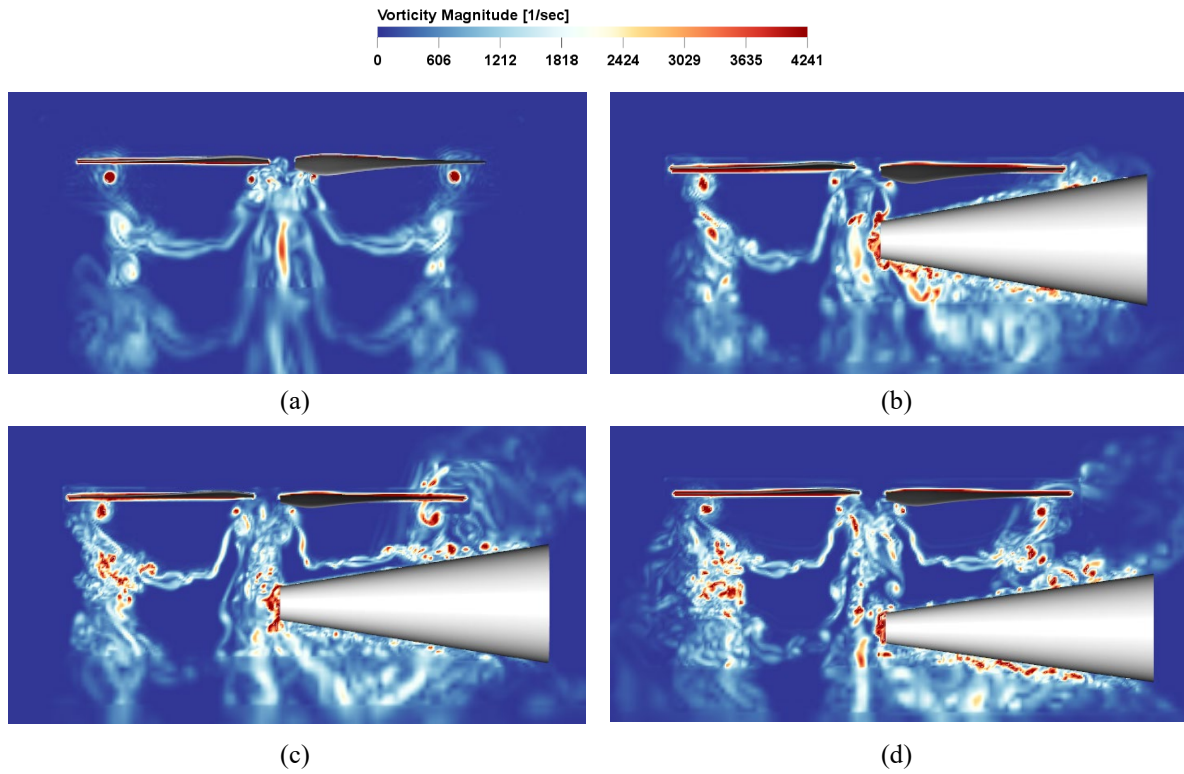 Vorticity Magnitude [1/sec]
0 606 1212 1818 2424 3029 3635 4241
(a)
(b)
(c)
(d)